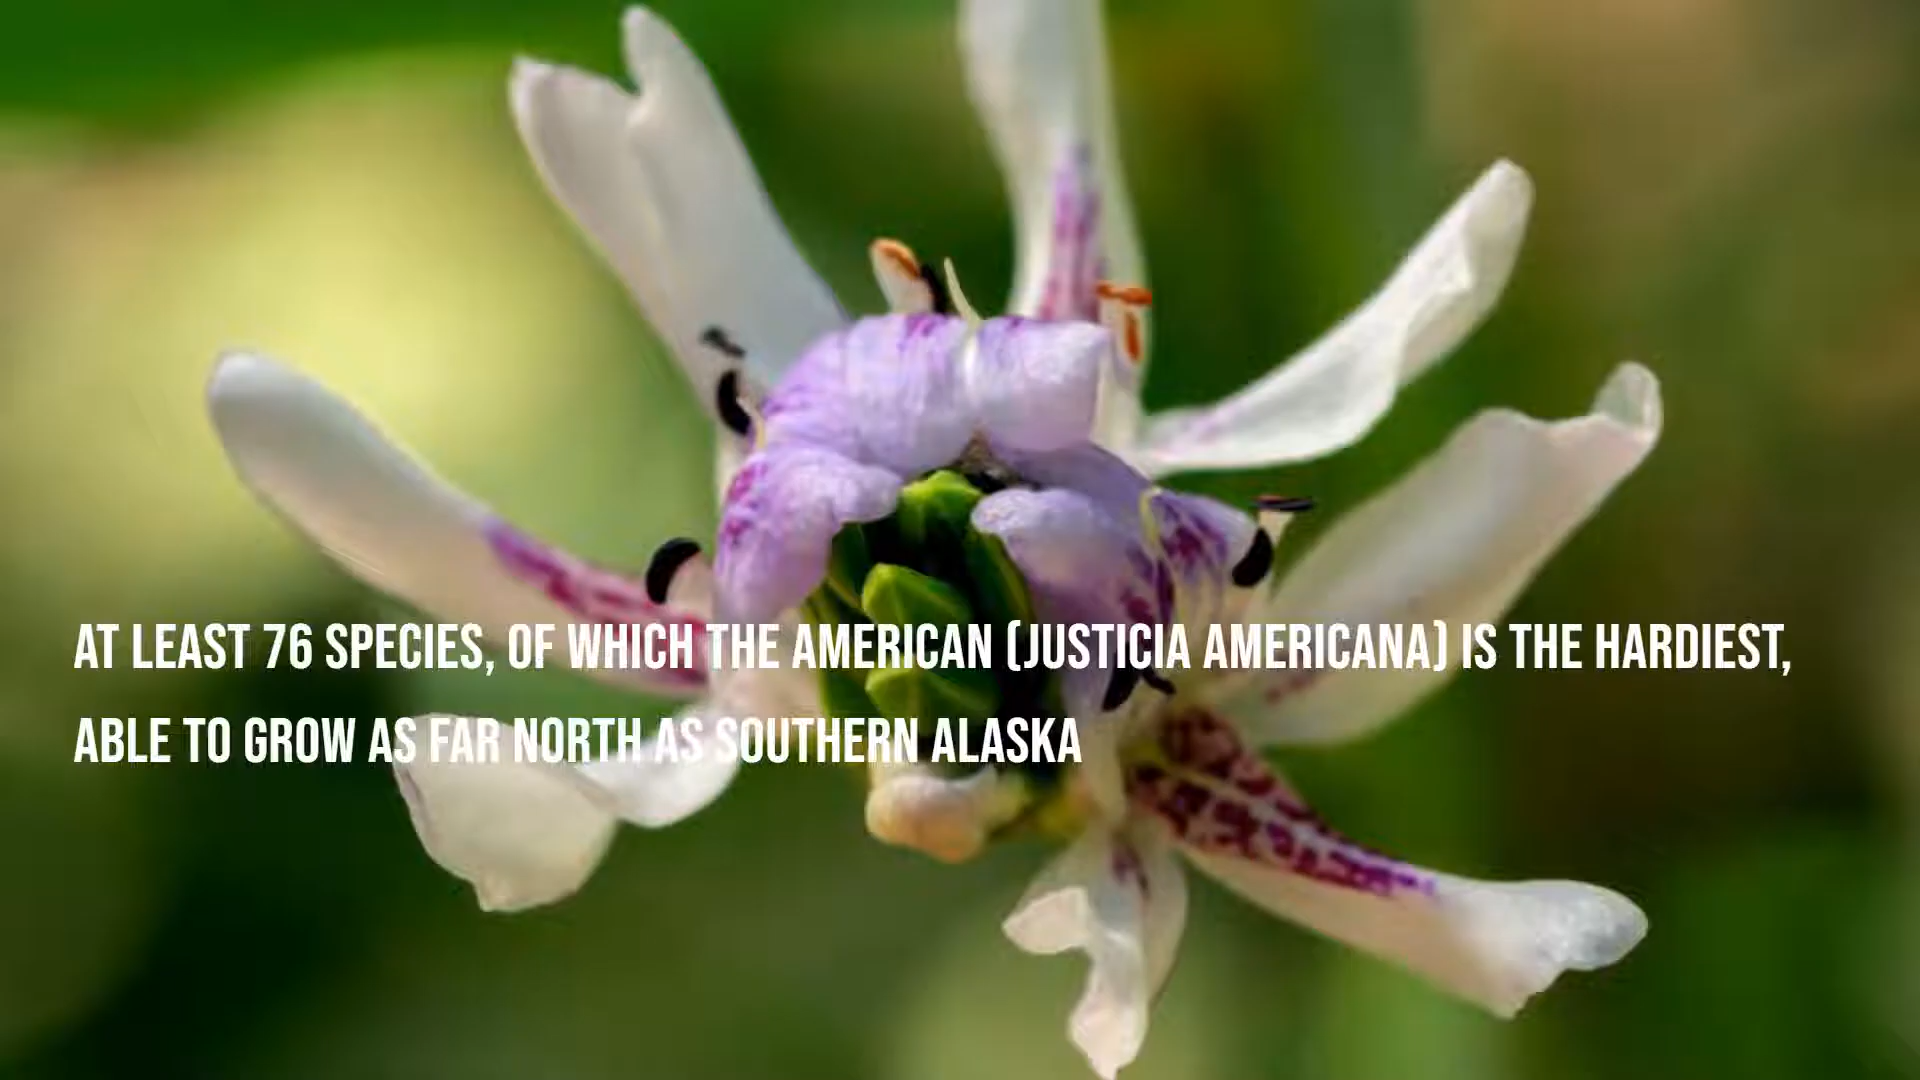 AT LEAST 76 SPECIES, OF WHICH THE AMERICAN (JUSTICIA AMERICANA) IS THE HARDIEST,
ABLE TO GROW AS FAR NORTH AS SOUTHERN ALASKA